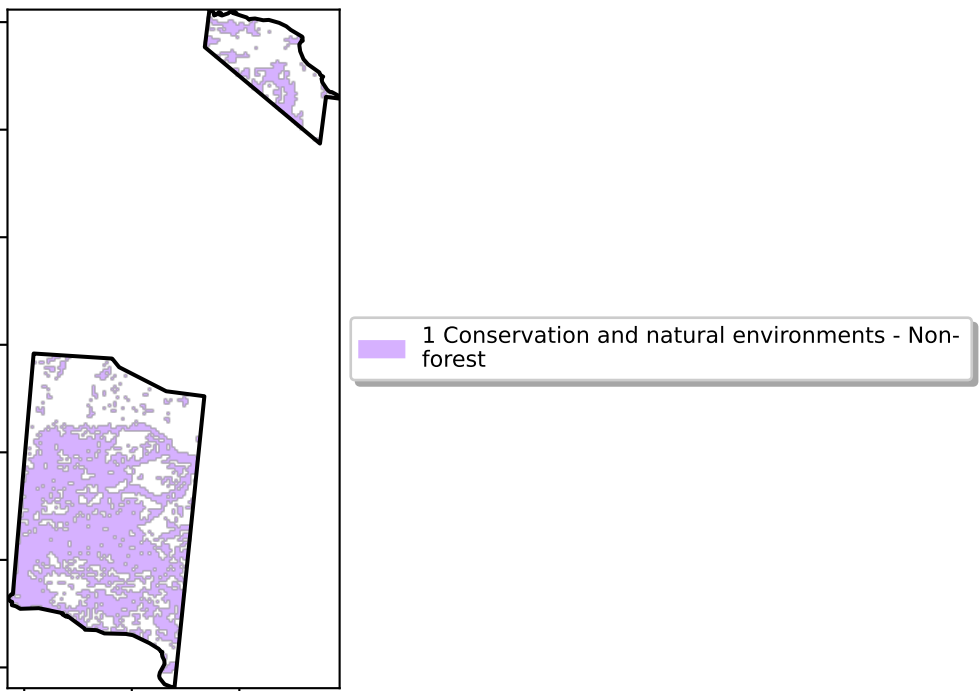 1 Conservation and natural environments - Non-
forest